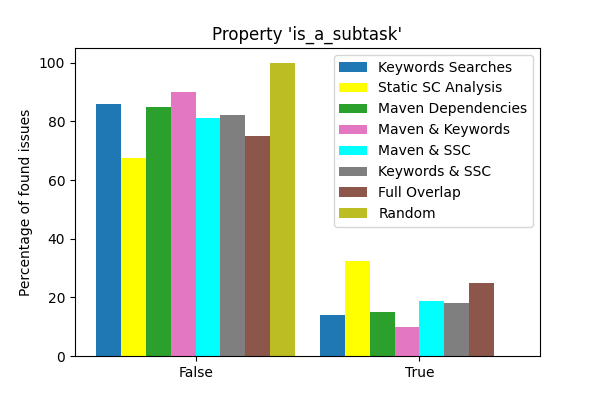 Property 'is_a_subtask'
Percentage of found issues
100
80
60
40
20
0
False
True
Keywords Searches
Static SC Analysis
Maven Dependencies
Maven & Keywords
Maven & SSC
Keywords & SSC
Full Overlap
Random